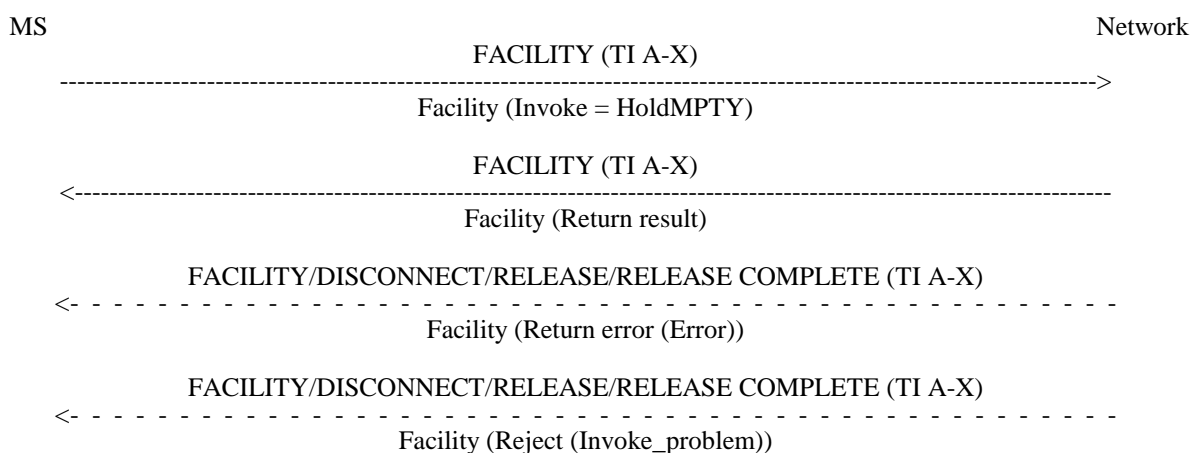 MS Network
FACILITY (TI A-X)
Facility (Invoke = HoldMPTY)
FACILITY (TI A-X)
Facility (Return result)
FACILITY/DISCONNECT/RELEASE/RELEASE COMPLETE (TI A-X)
Facility (Return error (Error))
FACILITY/DISCONNECT/RELEASE/RELEASE COMPLETE (TI A-X)
Facility (Reject (Invoke_problem))